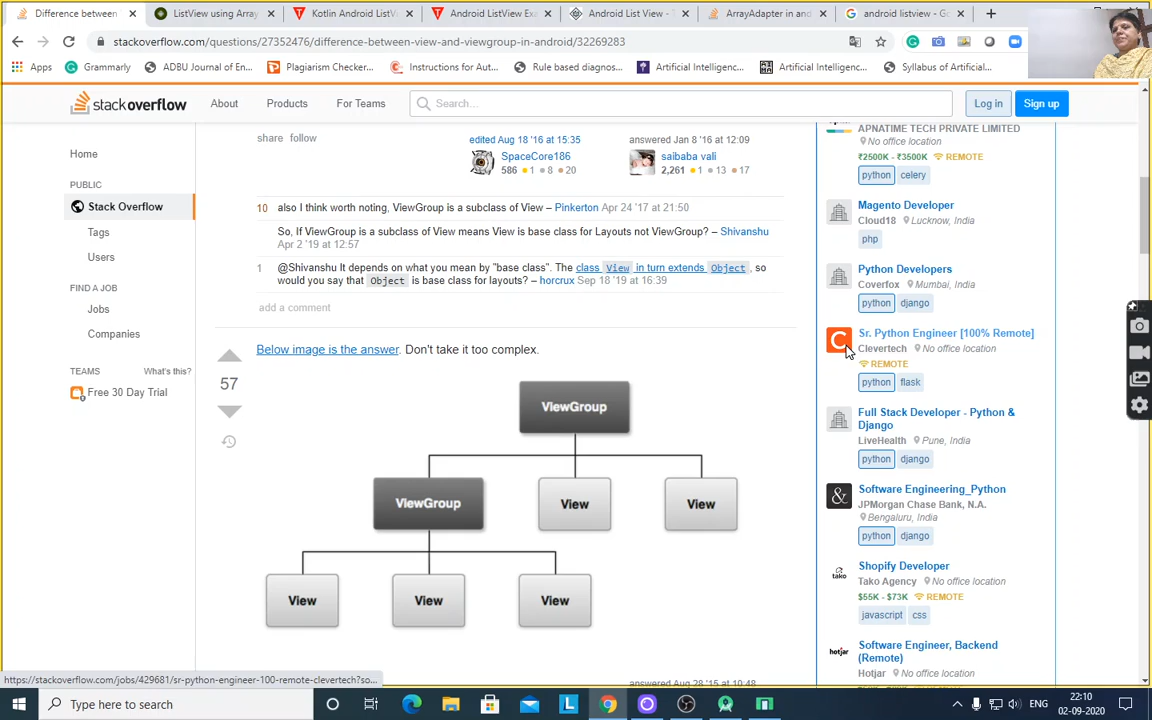 Difference between
ListView using Array
Kotlin Android ListV
Android ListView Exa
Android List View - T
ArrayAdapter in and
android listview - Go
stackoverflow.com/questions/27352476/difference-between-view-and-viewgroup-in-android/32269283
Apps
Grammarly
ADBU Journal of En...
Plagiarism Checker...
Instructions for Aut...
Rule based diagnos...
Artificial Intelligenc...
Artificial Intelligenc...
Syllabus of Artificial...
stackoverflow
About
Products
For Teams
Search...
Log in
Sign up
Home
PUBLIC
Stack Overflow
Tags
Users
FIND A JOB
Jobs
Companies
TEAMS
What's this?
Free 30 Day Trial
share follow
edited Aug 18 '16 at 15:35
SpaceCore186
586 1 8 20
answered Jan 8 '16 at 12:09
saibaba vali
2,261 1 13 17
10 also I think worth noting, ViewGroup is a subclass of View – Pinkerton Apr 24 '17 at 21:50
So, If ViewGroup is a subclass of View means View is base class for Layouts not ViewGroup? – Shivanshu
Apr 2 '19 at 12:57
1 @Shivanshu It depends on what you mean by "base class". The class View in turn extends Object, so
would you say that Object is base class for layouts? – horcrux Sep 18 '19 at 16:39
add a comment
57
Below image is the answer. Don't take it too complex.
ViewGroup
ViewGroup
View
View
View
View
View
answered Aug 28 '15 at 10:48
APNATIME TECH PRIVATE LIMITED
No office location
₹2500K - ₹3500K REMOTE
python celery
Magento Developer
Cloud18 Lucknow, India
php
Python Developers
Coverfox Mumbai, India
python django
C
Sr. Python Engineer [100% Remote]
Clevertech No office location
REMOTE
python flask
Full Stack Developer - Python &
Django
LiveHealth Pune, India
python django
&
Software Engineering_Python
JPMorgan Chase Bank, N.A.
Bengaluru, India
python django
tako
Shopify Developer
Tako Agency No office location
$55K - $73K REMOTE
javascript css
hotjar
Software Engineer, Backend
(Remote)
Hotjar No office location
https://stackoverflow.com/jobs/429681/sr-python-engineer-100-remote-clevertech?so...
Type here to search
L
ENG
22:10
02-09-2020